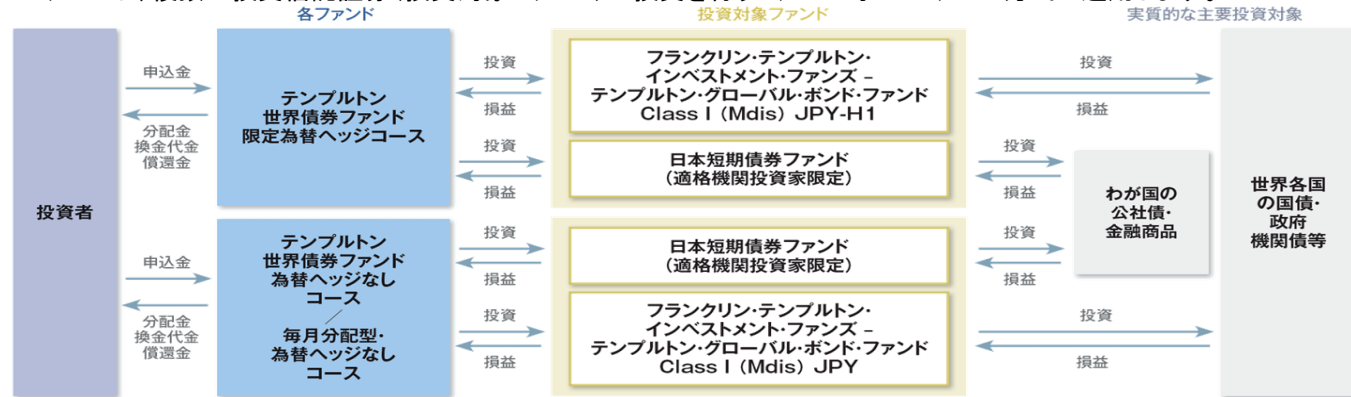 各ファンド
投資対象ファンド
実質的な主要投資対象
投資者
申込金
分配金
換金代金
償還金
テンプルトン
世界債券ファンド
限定為替ヘッジコース
投資
損益
フランクリン・テンプルトン・
インベストメント・ファンズ –
テンプルトン・グローバル・ボンド・ファンド
Class I (Mdis) JPY-H1
投資
損益
投資
損益
日本短期債券ファンド
(適格機関投資家限定)
投資
損益
わが国の
公社債・
金融商品
世界各国
の国債・
政府
機関債等
申込金
分配金
換金代金
償還金
テンプルトン
世界債券ファンド
為替ヘッジなし
コース
/
毎月分配型・
為替ヘッジなし
コース
投資
損益
日本短期債券ファンド
(適格機関投資家限定)
投資
損益
投資
損益
フランクリン・テンプルトン・
インベストメント・ファンズ –
テンプルトン・グローバル・ボンド・ファンド
Class I (Mdis) JPY
投資
損益